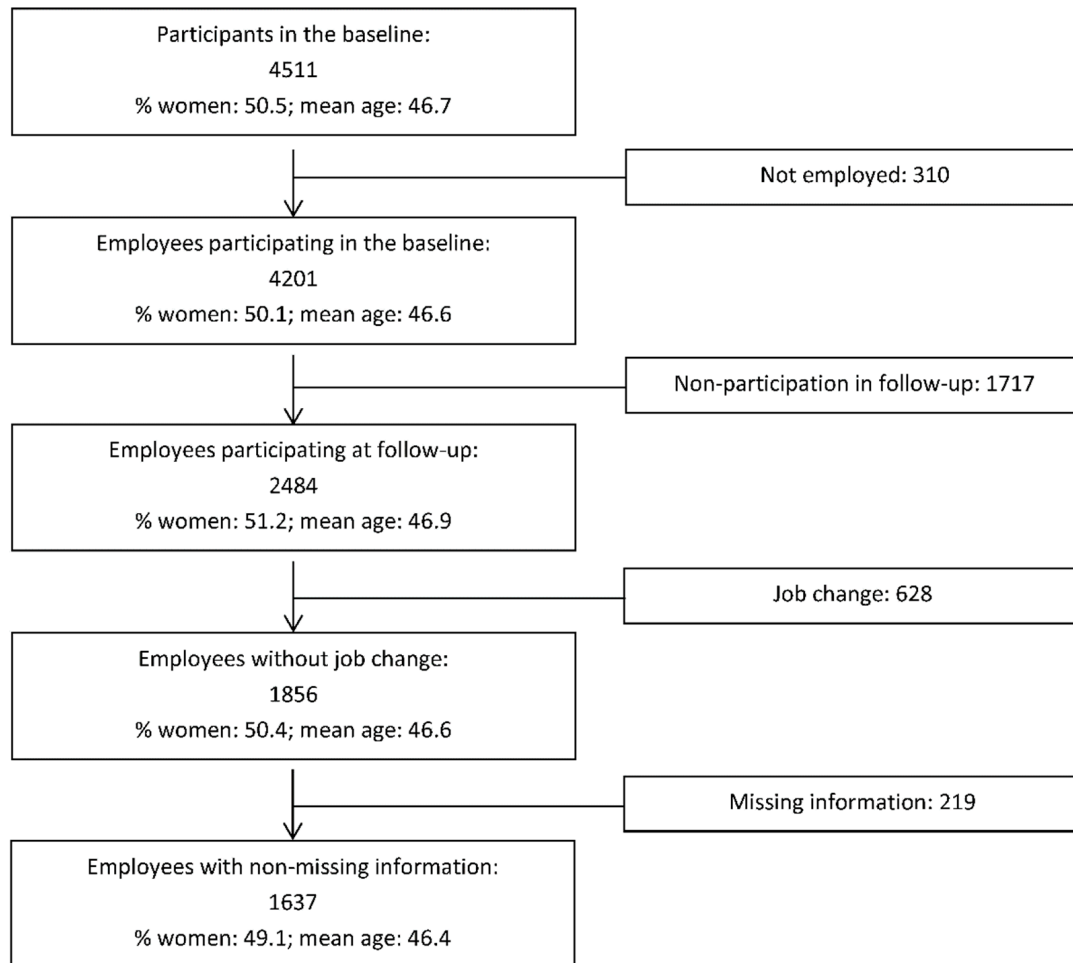 Participants in the baseline:
4511
% women: 50.5; mean age: 46.7
Not employed: 310
Employees participating in the baseline:
4201
% women: 50.1; mean age: 46.6
Non-participation in follow-up: 1717
Employees participating at follow-up:
2484
% women: 51.2; mean age: 46.9
Job change: 628
Employees without job change:
1856
% women: 50.4; mean age: 46.6
Missing information: 219
Employees with non-missing information:
1637
% women: 49.1; mean age: 46.4